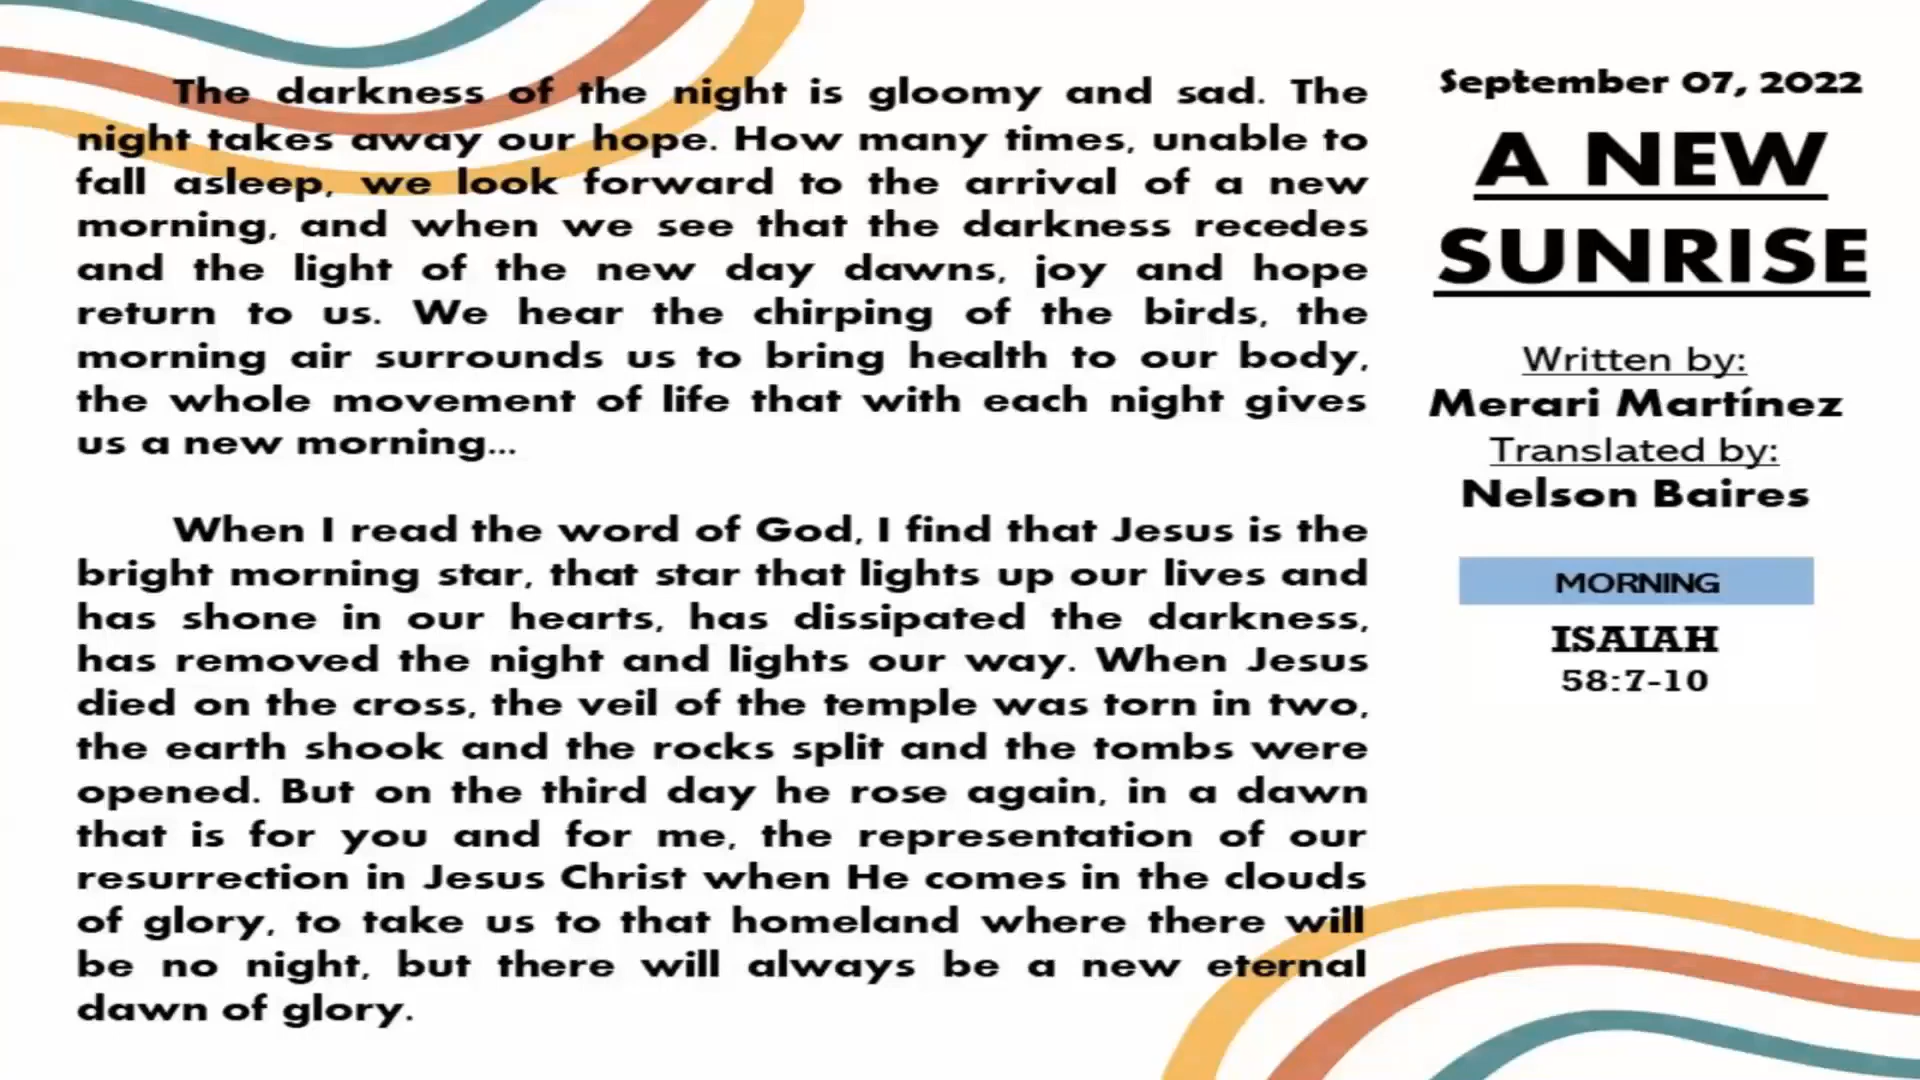 The darkness of the night is gloomy and sad. The
night takes away our hope. How many times, unable to
fall asleep, we look forward to the arrival of a new
morning, and when we see that the darkness recedes
and the light of the new day dawns, joy and hope
return to us. We hear the chirping of the birds, the
morning air surrounds us to bring health to our body,
the whole movement of life that with each night gives
us a new morning...
When I read the word of God, I find that Jesus is the
bright morning star, that star that lights up our lives and
has shone in our hearts, has dissipated the darkness,
has removed the night and lights our way. When Jesus
died on the cross, the veil of the temple was torn in two,
the earth shook and the rocks split and the tombs were
opened. But on the third day he rose again, in a dawn
that is for you and for me, the representation of our
resurrection in Jesus Christ when He comes in the clouds
of glory, to take us to that homeland where there will
be no night, but there will always be a new eternal
dawn of glory.
September 07, 2022
A NEW
SUNRISE
Written by:
Merari Martínez
Translated by:
Nelson Baires
MORNING
ISAIAH
58:7-10